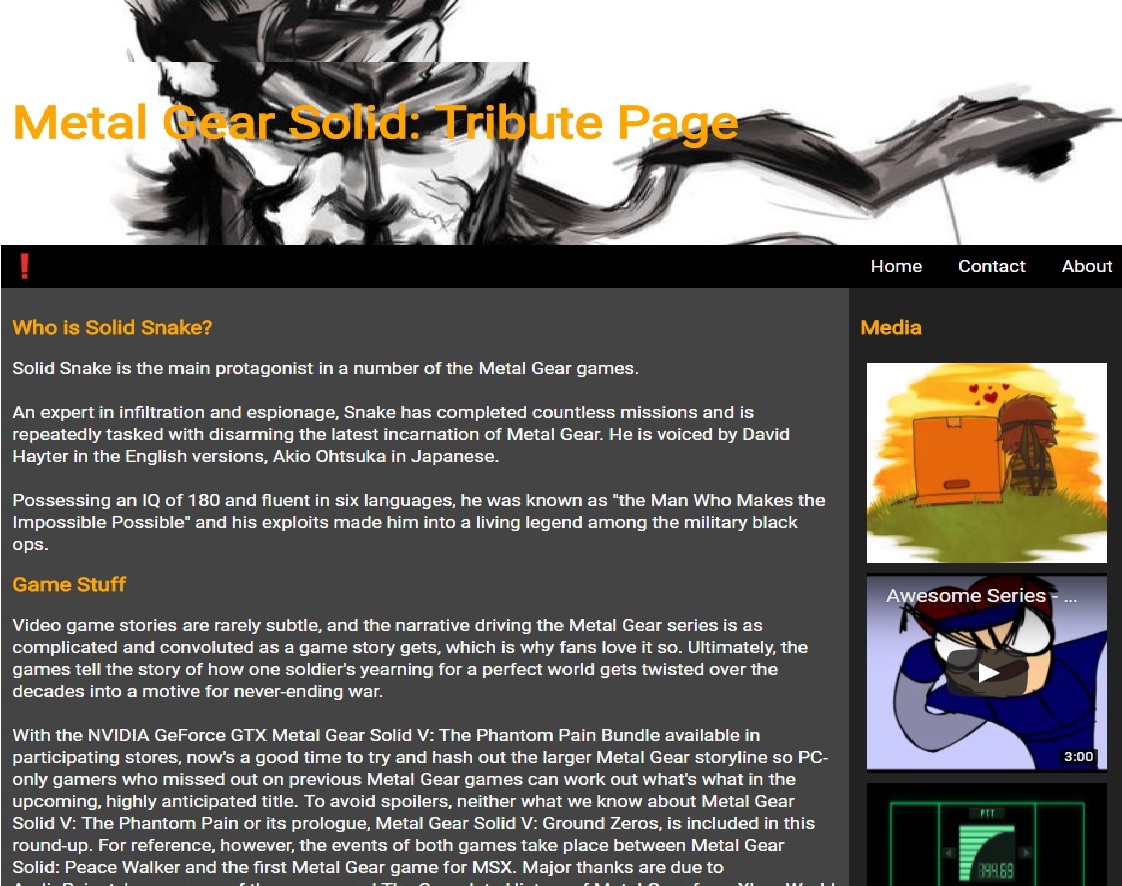 Metal Gear Solid: Tribute Page
Home Contact About
Who is Solid Snake?
Solid Snake is the main protagonist in a number of the Metal Gear games.
An expert in infiltration and espionage, Snake has completed countless missions and is
repeatedly tasked with disarming the latest incarnation of Metal Gear. He is voiced by David
Hayter in the English versions, Akio Ohtsuka in Japanese.
Possessing an IQ of 180 and fluent in six languages, he was known as "the Man Who Makes the
Impossible Possible" and his exploits made him into a living legend among the military black
ops.
Game Stuff
Video game stories are rarely subtle, and the narrative driving the Metal Gear series is as
complicated and convoluted as a game story gets, which is why fans love it so. Ultimately, the
games tell the story of how one soldier's yearning for a perfect world gets twisted over the
decades into a motive for never-ending war.
With the NVIDIA GeForce GTX Metal Gear Solid V: The Phantom Pain Bundle available in
participating stores, now's a good time to try and hash out the larger Metal Gear storyline so PC-
only gamers who missed out on previous Metal Gear games can work out what's what in the
upcoming, highly anticipated title. To avoid spoilers, neither what we know about Metal Gear
Solid V: The Phantom Pain or its prologue, Metal Gear Solid V: Ground Zeros, is included in this
round-up. For reference, however, the events of both games take place between Metal Gear
Solid: Peace Walker and the first Metal Gear game for MSX. Major thanks are due to
Media
Awesome Series - ...
3:00
PTT